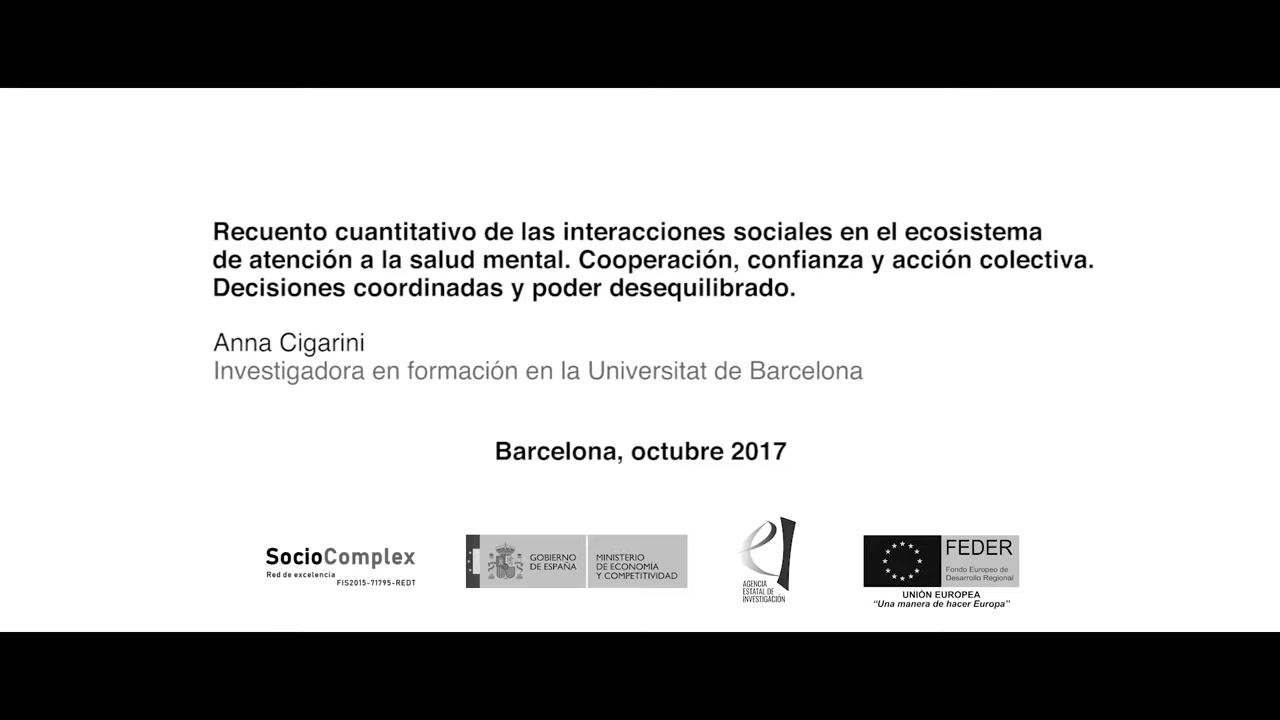 Recuento cuantitativo de las interacciones sociales en el ecosistema
de atención a la salud mental. Cooperación, confianza y acción colectiva.
Decisiones coordinadas y poder desequilibrado.
Anna Cigarini
Investigadora en formación en la Universitat de Barcelona
Barcelona, octubre 2017
SocioComplex
Red de excelencia
FIS2015-71795-REDT
GOBIERNO
DE ESPAÑA
MINISTERIO
DE ECONOMÍA
Y COMPETITIVIDAD
AGENCIA
ESTATAL DE
INVESTIGACIÓN
FEDER
Fondo Europeo de
Desarrollo Regional
UNIÓN EUROPEA
“Una manera de hacer Europa”